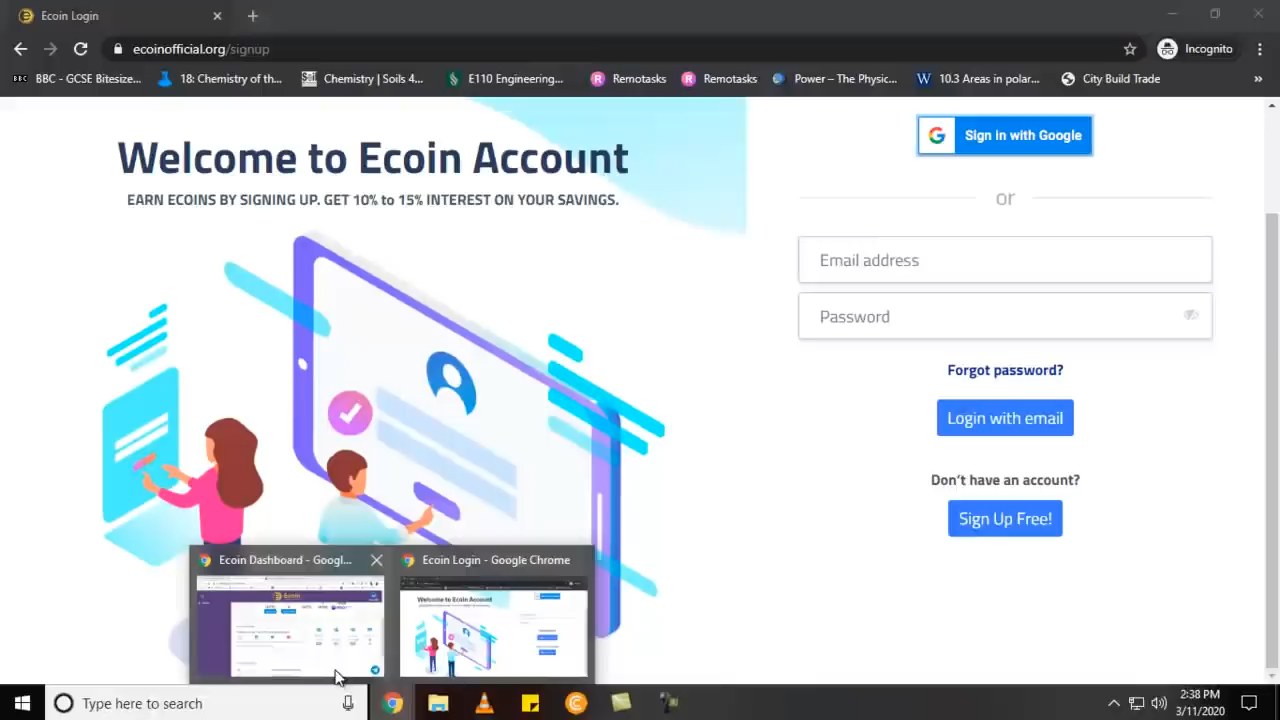 Ecoin Login
ecoinofficial.org/signup
Incognito
BBC BBC - GCSE Bitesize...
18: Chemistry of th...
Chemistry | Soils 4...
E110 Engineering...
Remotasks
Remotasks
Power – The Physic...
10.3 Areas in polar...
City Build Trade
Welcome to Ecoin Account
EARN ECOINS BY SIGNING UP. GET 10% to 15% INTEREST ON YOUR SAVINGS.
Sign in with Google
or
Email address
Password
Forgot password?
Login with email
Don't have an account?
Sign Up Free!
Ecoin Dashboard - Googl...
Ecoin Login - Google Chrome
Ecoin
Welcome to Ecoin Account
Type here to search
2:38 PM
3/11/2020